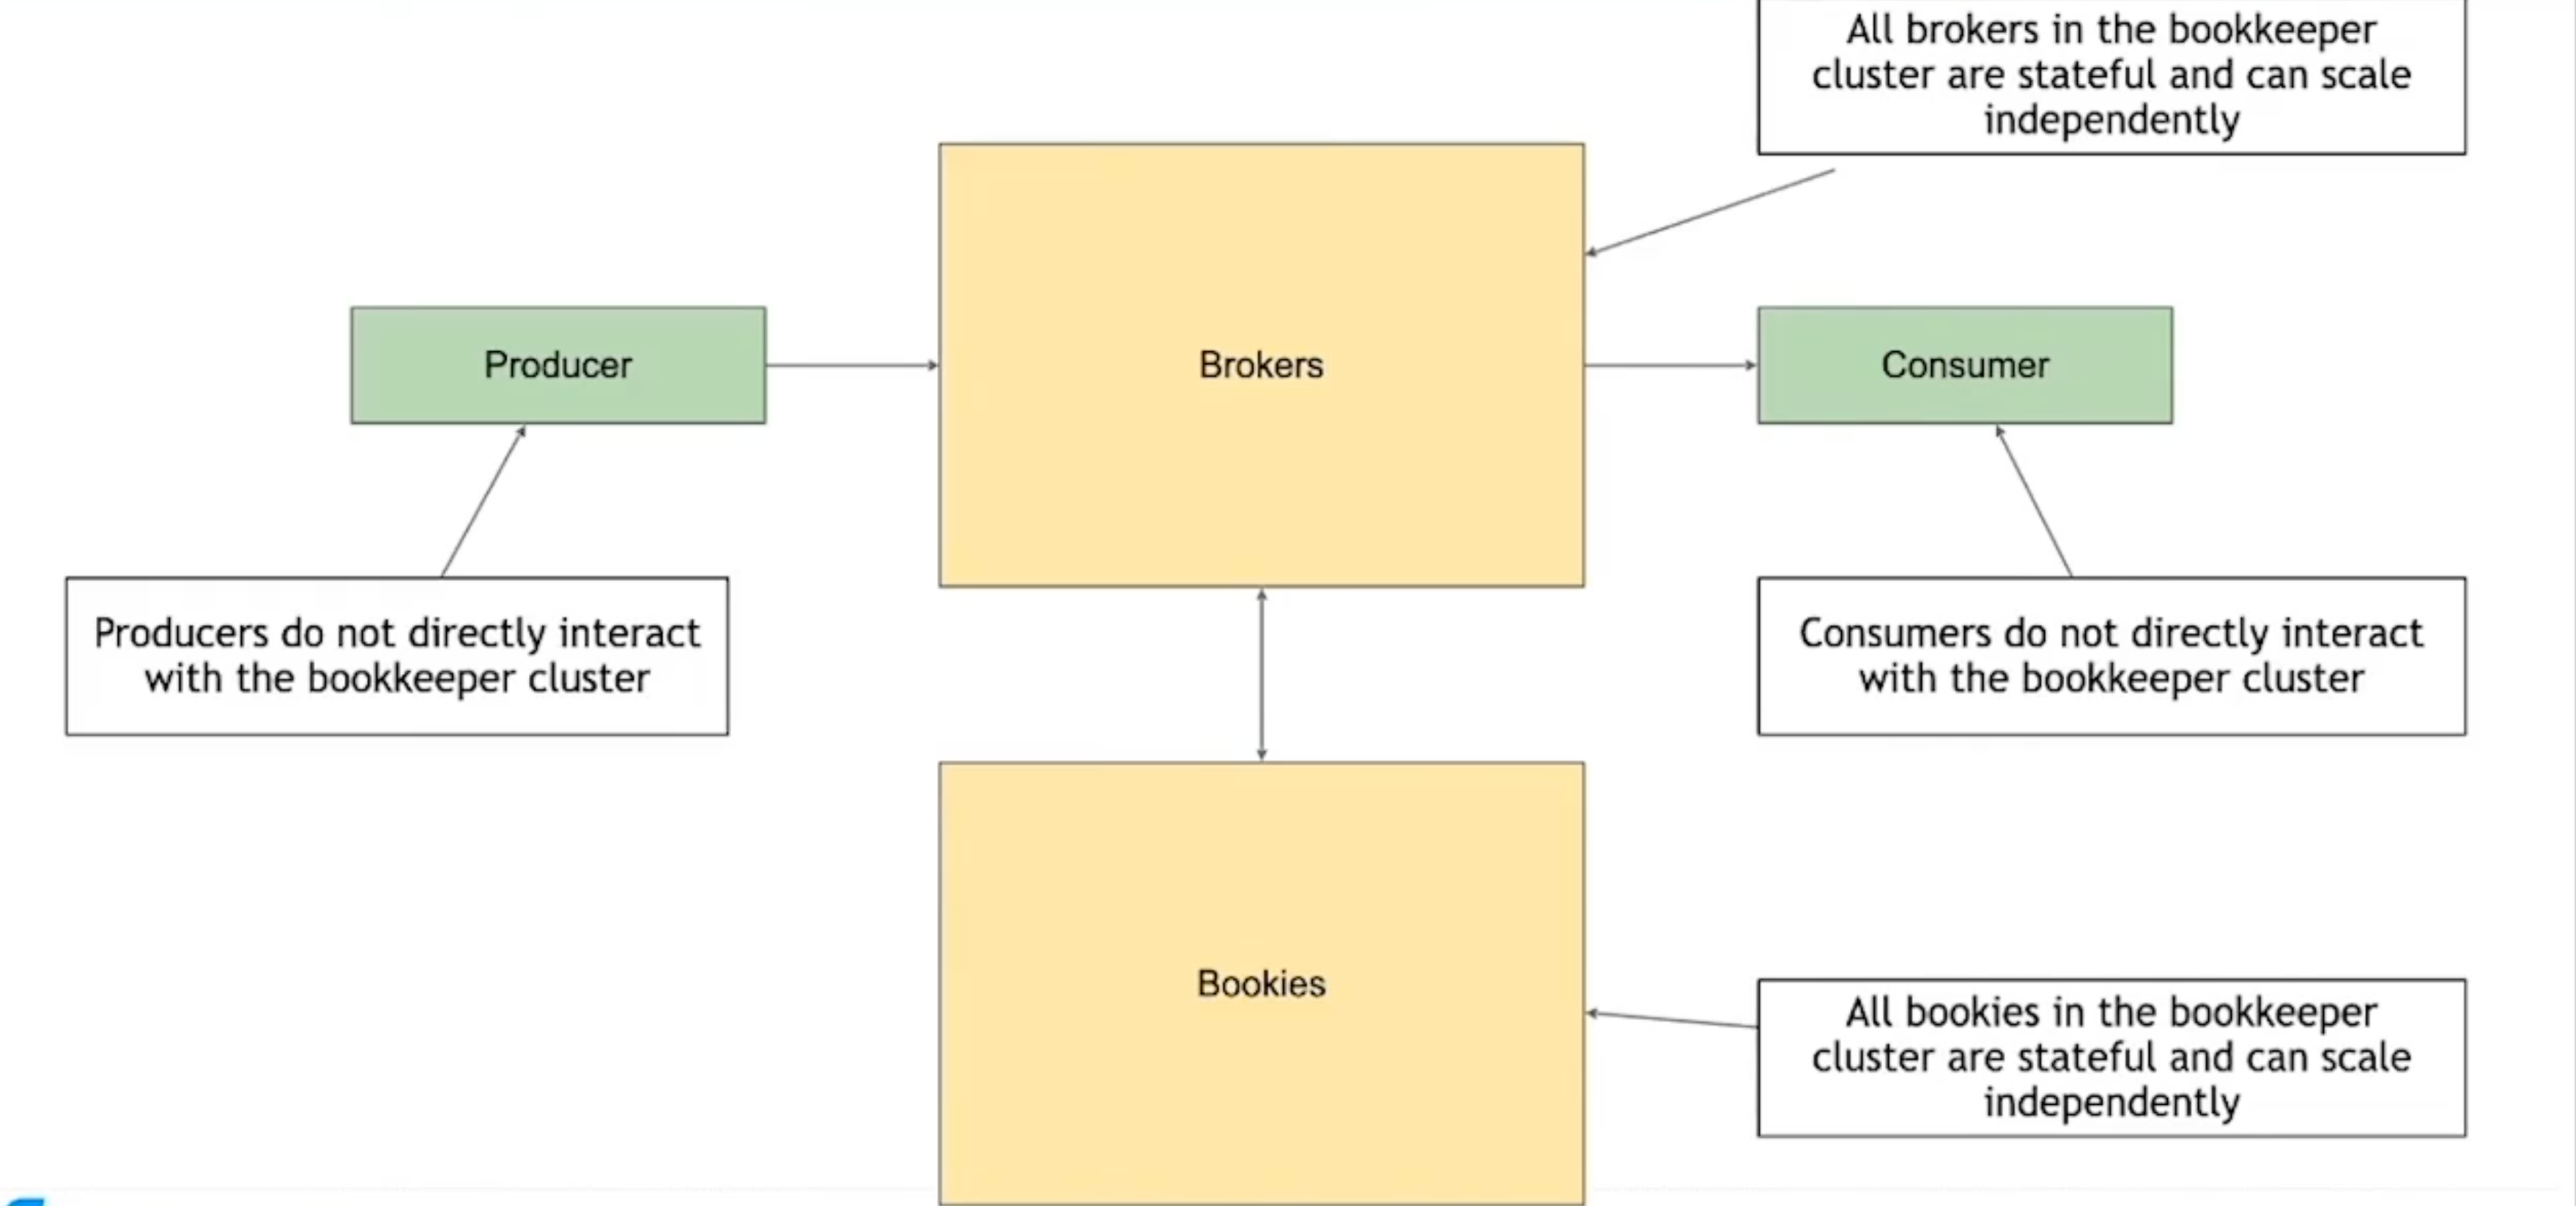 All brokers in the bookkeeper
cluster are stateful and can scale
independently
Producer
Brokers
Consumer
Producers do not directly interact
with the bookkeeper cluster
Consumers do not directly interact
with the bookkeeper cluster
Bookies
All bookies in the bookkeeper
cluster are stateful and can scale
independently